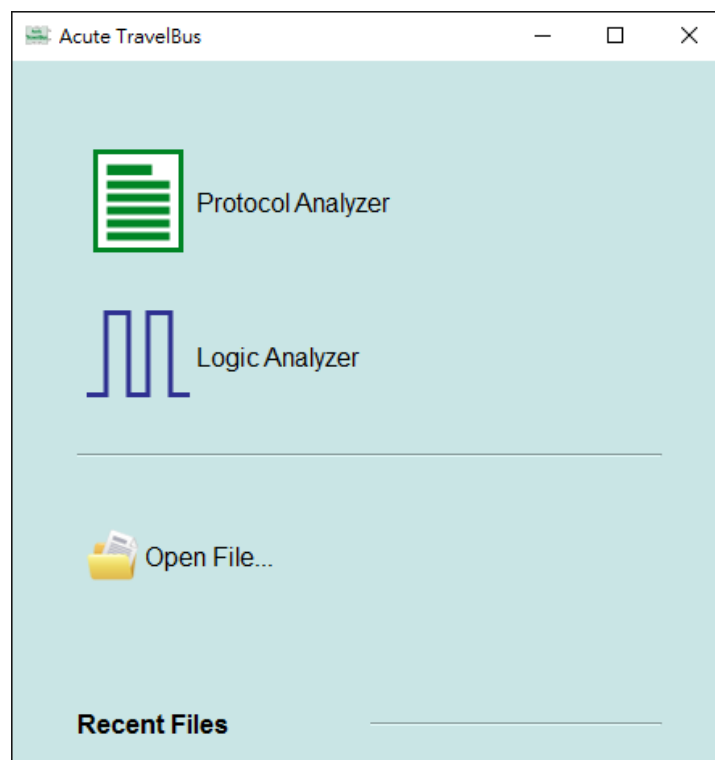 Acute TravelBus
Protocol Analyzer
Logic Analyzer
Open File...
Recent Files